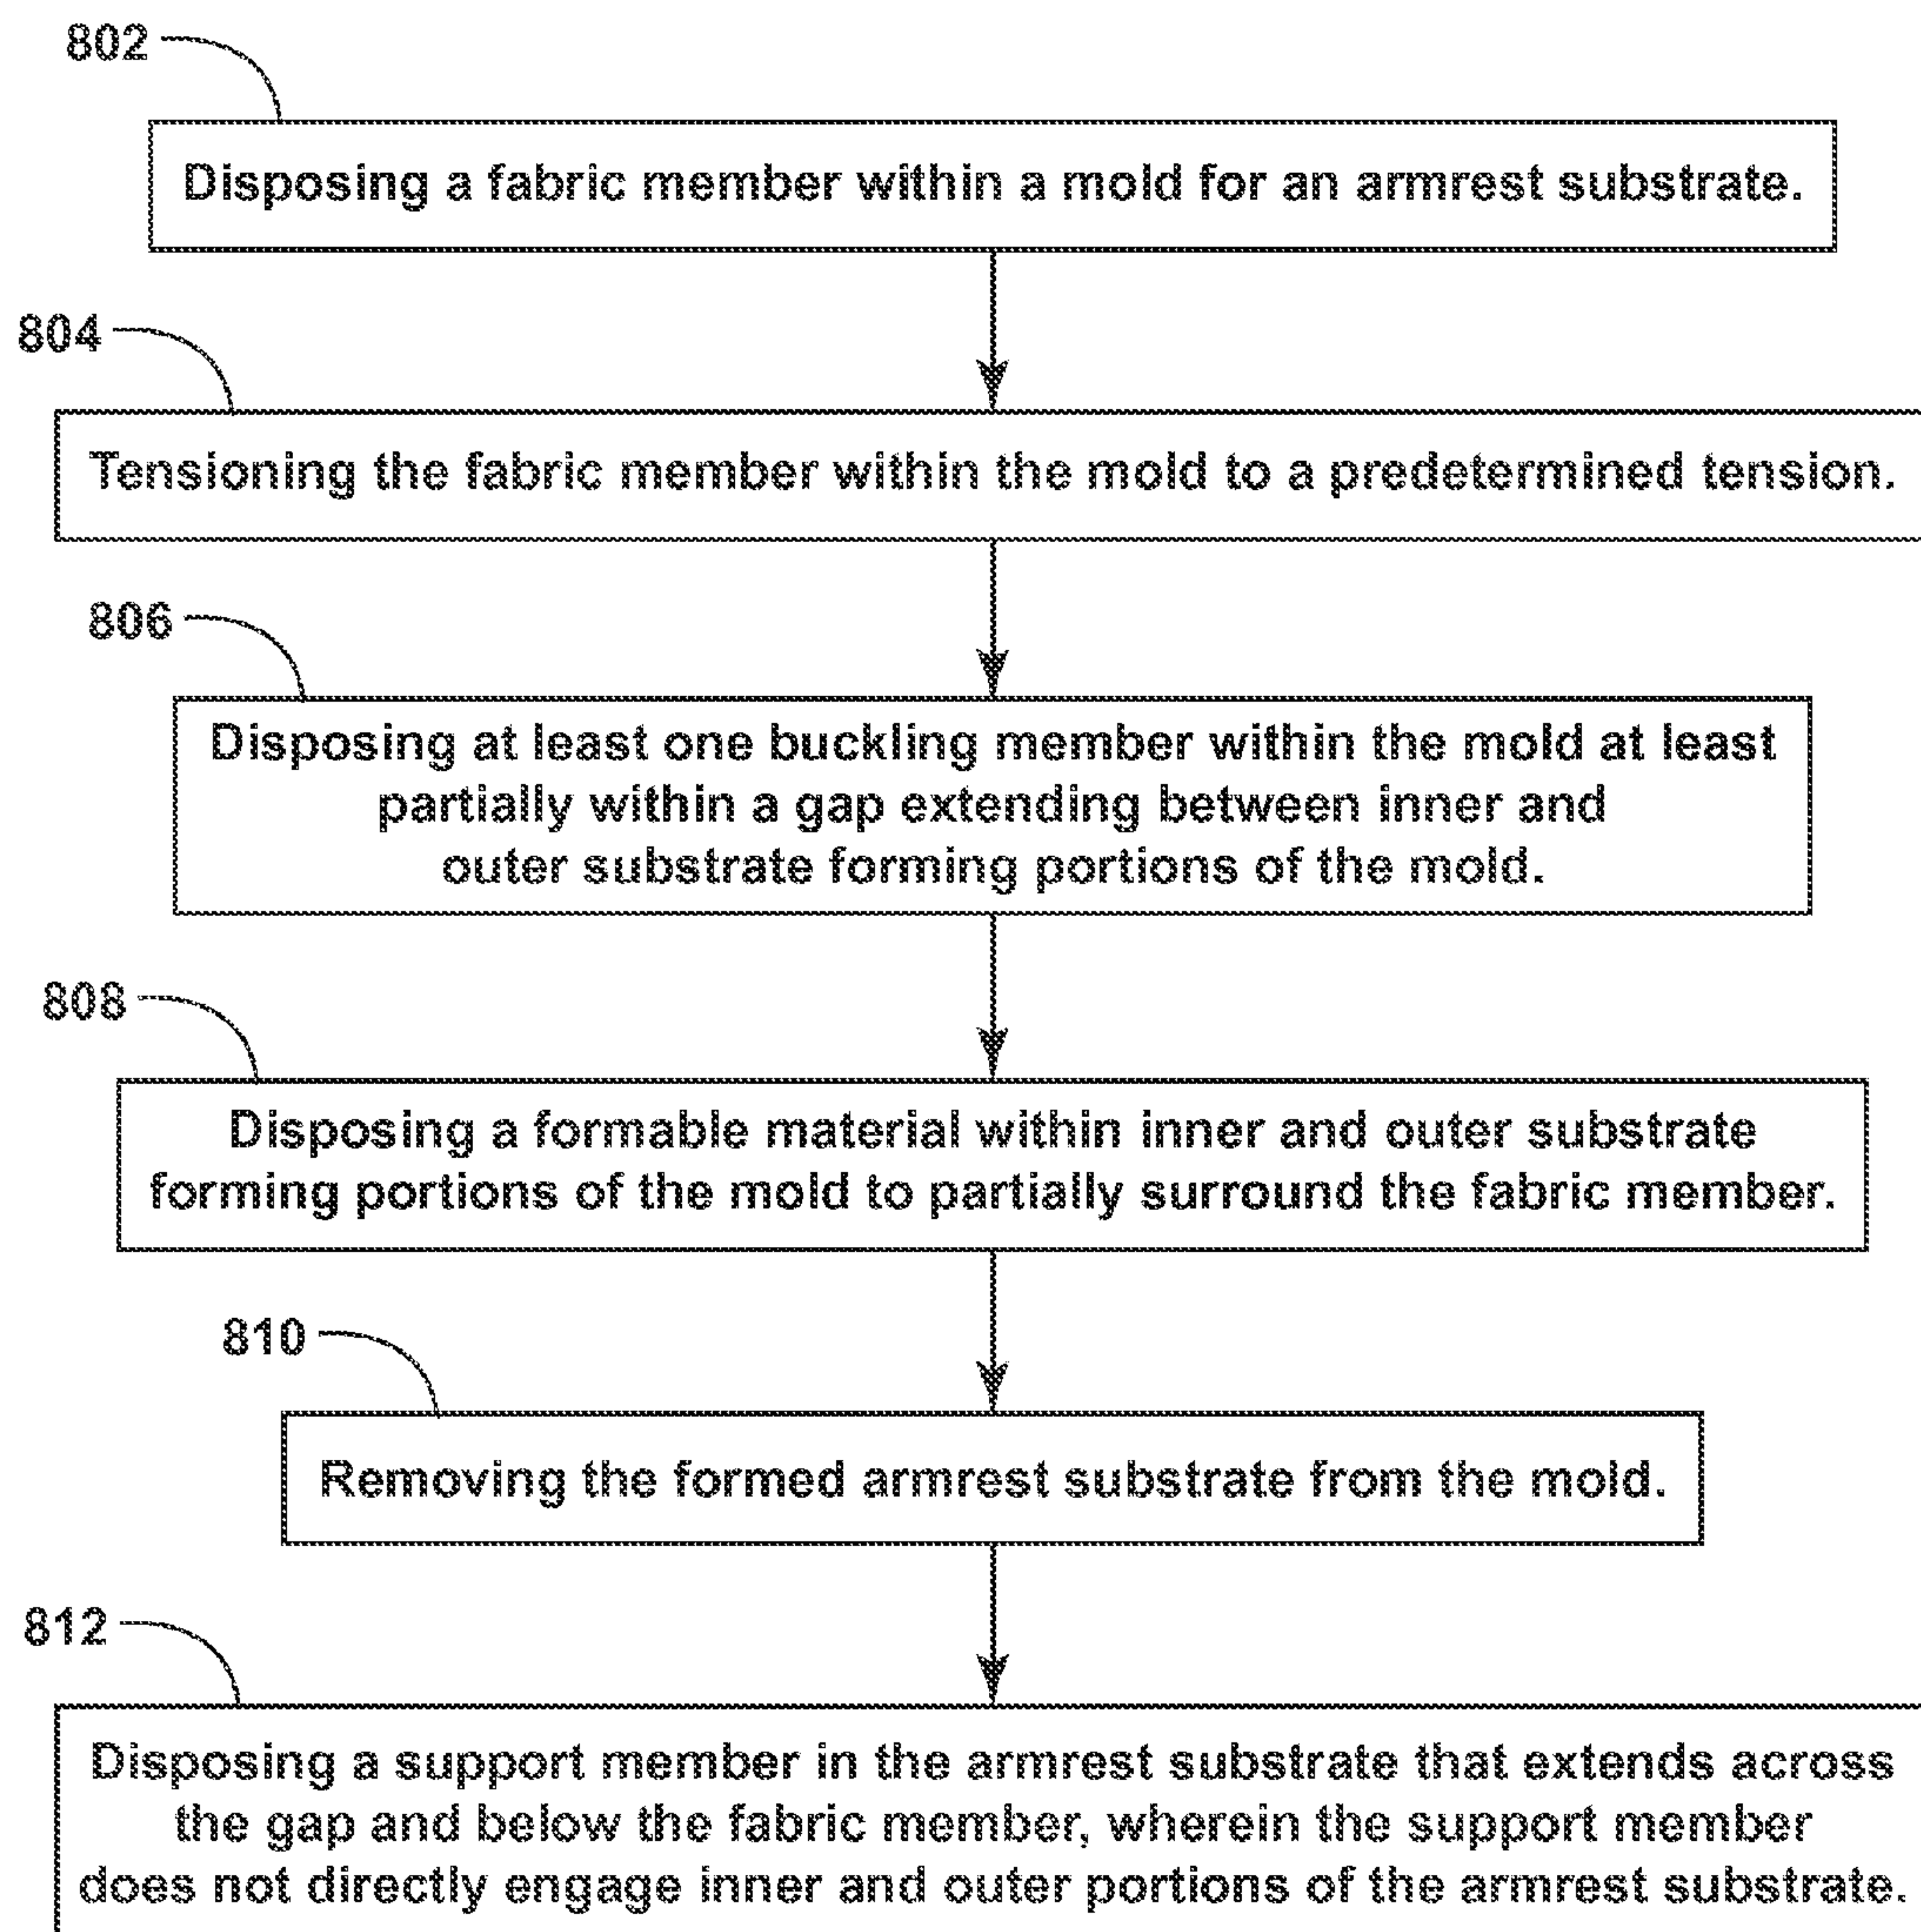 802
Disposing a fabric member within a mold for an armrest substrate.
804
Tensioning the fabric member within the mold to a predetermined tension.
806
Disposing at least one buckling member within the mold at least
partially within a gap extending between inner and
outer substrate forming portions of the mold.
808
Disposing a formable material within inner and outer substrate
forming portions of the mold to partially surround the fabric member.
810
Removing the formed armrest substrate from the mold.
812
Disposing a support member in the armrest substrate that extends across
the gap and below the fabric member, wherein the support member
does not directly engage inner and outer portions of the armrest substrate.